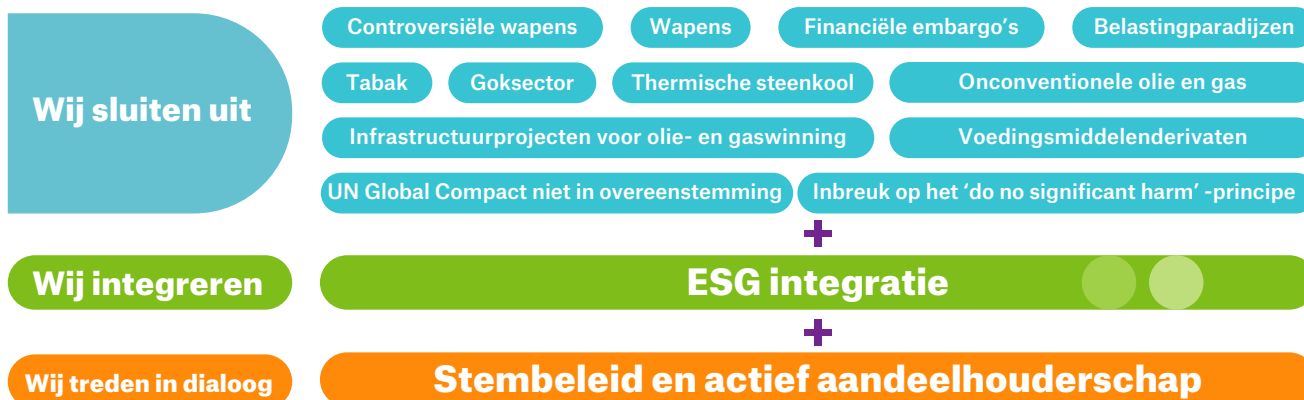 Controversiële wapens
Wapens
Financiële embargo's
Belastingparadijzen
Wij sluiten uit
Tabak
Goksector
Thermische steenkool
Onconventionele olie en gas
Infrastructuurprojecten voor olie- en gaswinning
Voedingsmiddelenderivaten
UN Global Compact niet in overeenstemming
Inbreuk op het ‘do no significant harm’ -principe
+
Wij integreren
ESG integratie
+
Wij treden in dialoog
Stembeleid en actief aandeelhouderschap